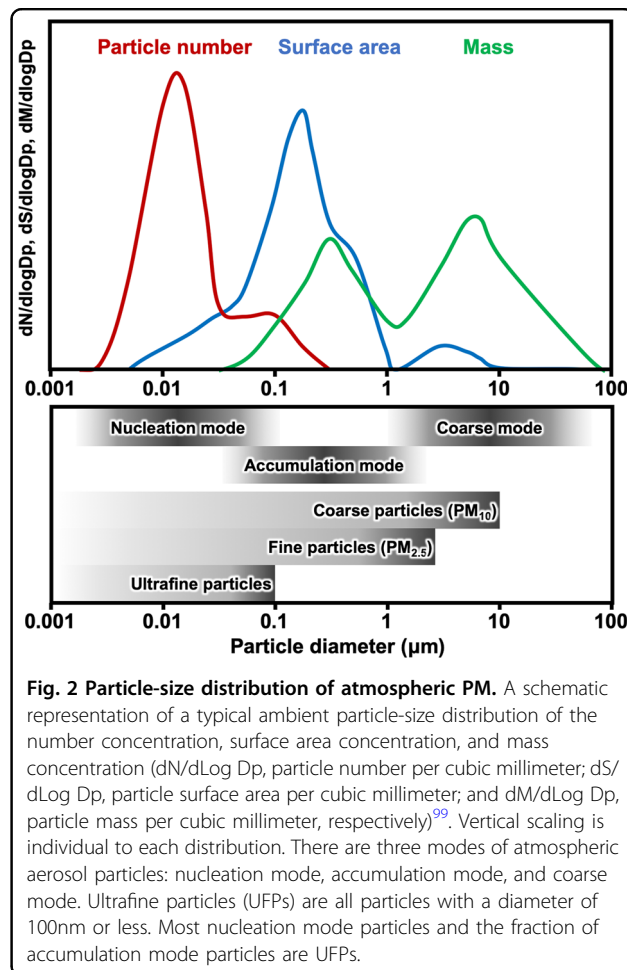 Particle number Surface area Mass
dN/dlogDp, dS/dlogDp, dM/dlogDp
0.001 0.01 0.1 1 10 100
Nucleation mode Coarse mode
Accumulation mode
Coarse particles (PM10)
Fine particles (PM2.5)
Ultrafine particles
0.001 0.01 0.1 1 10 100
Particle diameter (µm)
Fig. 2 Particle-size distribution of atmospheric PM. A schematic
representation of a typical ambient particle-size distribution of the
number concentration, surface area concentration, and mass
concentration (dN/dLog Dp, particle number per cubic millimeter; dS/
dLog Dp, particle surface area per cubic millimeter; and dM/dLog Dp,
particle mass per cubic millimeter, respectively)99. Vertical scaling is
individual to each distribution. There are three modes of atmospheric
aerosol particles: nucleation mode, accumulation mode, and coarse
mode. Ultrafine particles (UFPs) are all particles with a diameter of
100nm or less. Most nucleation mode particles and the fraction of
accumulation mode particles are UFPs.